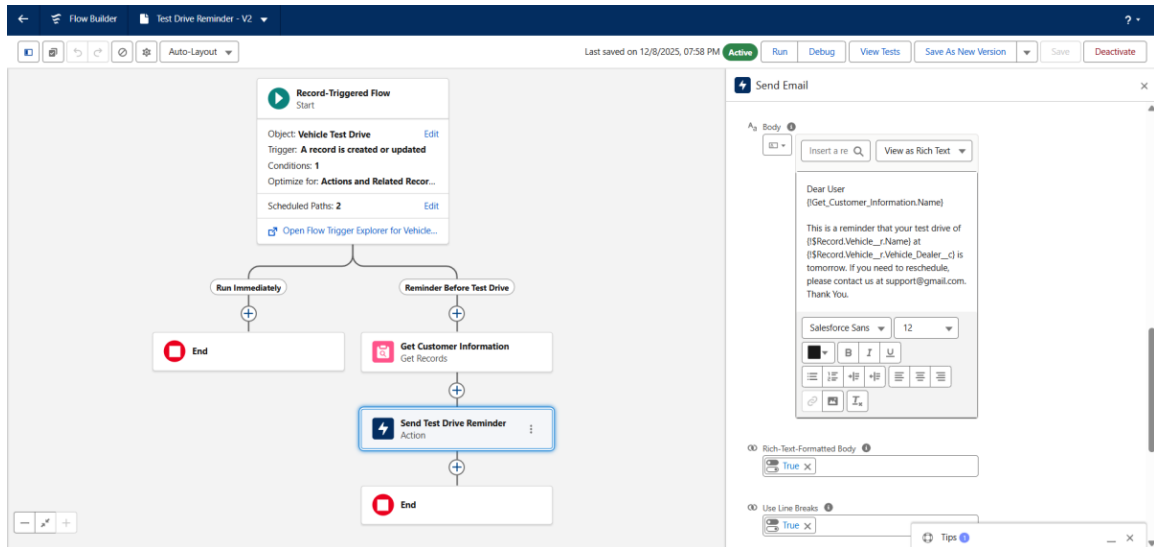 Flow Builder
Test Drive Reminder - V2
?
Auto-Layout
Last saved on 12/8/2025, 07:58 PM
Active
Run
Debug
View Tests
Save As New Version
Save
Deactivate
Record-Triggered Flow
Start
Object: Vehicle Test Drive Edit
Trigger: A record is created or updated
Conditions: 1
Optimize for: Actions and Related Recor...
Scheduled Paths: 2 Edit
Open Flow Trigger Explorer for Vehicle...
Run Immediately
Reminder Before Test Drive
End
Get Customer Information
Get Records
Send Test Drive Reminder
Action
End
Send Email
Aa Body
Insert a re
View as Rich Text
Dear User
{!Get_Customer_Information.Name}
This is a reminder that your test drive of
{!$Record.Vehicle__r.Name} at
{!$Record.Vehicle__r.Vehicle_Dealer__c} is
tomorrow. If you need to reschedule,
please contact us at support@gmail.com.
Thank You.
Salesforce Sans
12
B I U
Rich-Text-Formatted Body
True
Use Line Breaks
True
Tips 1